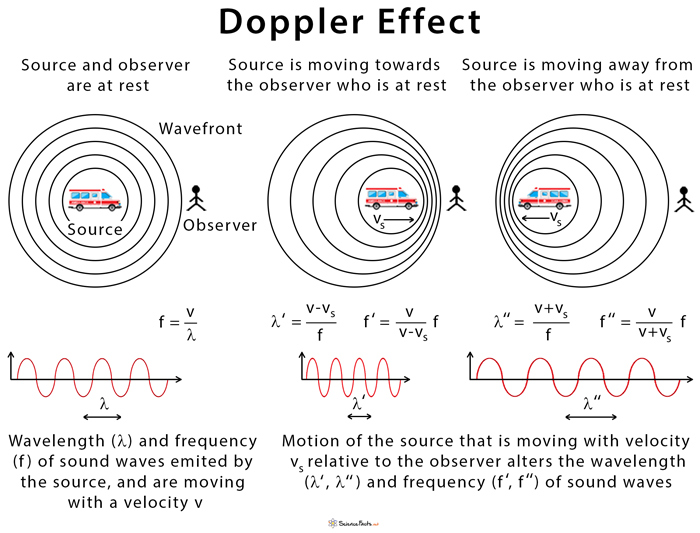 Doppler Effect
Source and observer
are at rest
Source is moving towards
the observer who is at rest
Source is moving away from
the observer who is at rest
Wavefront
Source
Observer
vₛ
vₛ
f = v/λ
λ‘ = (v-vₛ)/f
f‘ = v/(v-vₛ) f
λ“ = (v+vₛ)/f
f“ = v/(v+vₛ) f
λ
λ‘
λ“
Wavelength (λ) and frequency
(f) of sound waves emited by
the source, and are moving
with a velocity v
Motion of the source that is moving with velocity
vₛ relative to the observer alters the wavelength
(λ‘, λ“) and frequency (f‘, f“) of sound waves
ScienceFacts.net